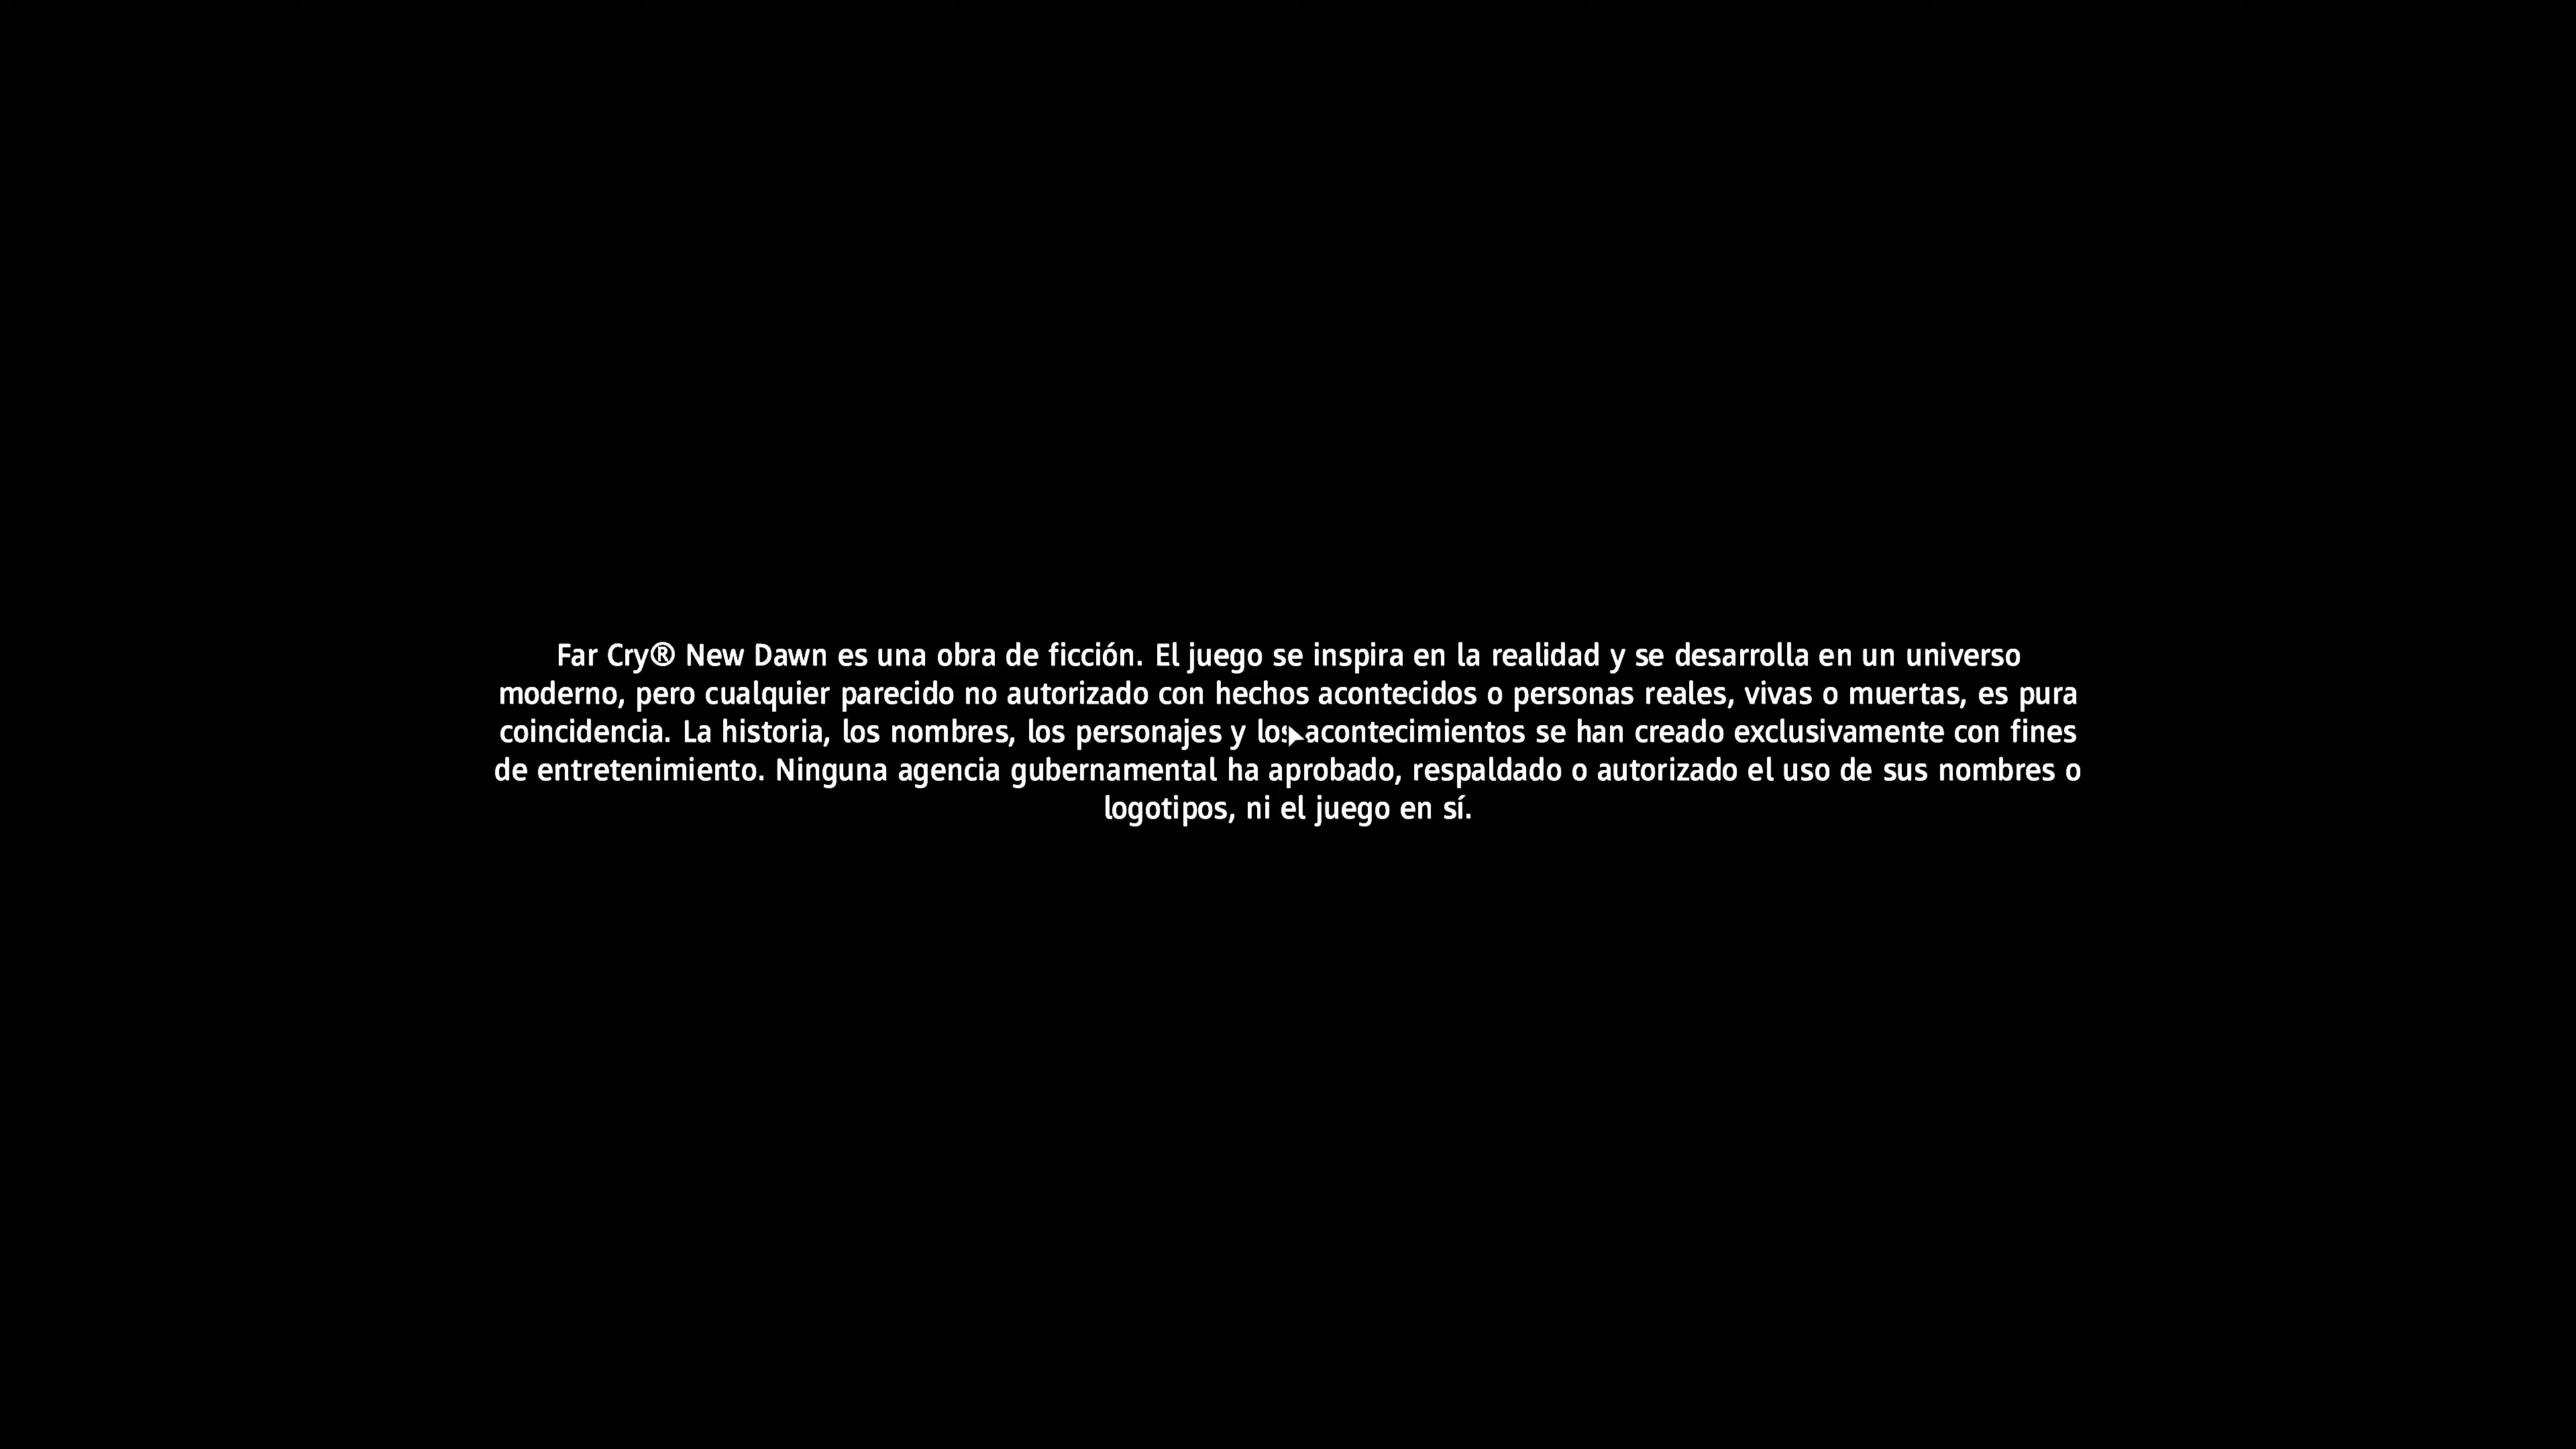 Far Cry® New Dawn es una obra de ficción. El juego se inspira en la realidad y se desarrolla en un universo
moderno, pero cualquier parecido no autorizado con hechos acontecidos o personas reales, vivas o muertas, es pura
coincidencia. La historia, los nombres, los personajes y los acontecimientos se han creado exclusivamente con fines
de entretenimiento. Ninguna agencia gubernamental ha aprobado, respaldado o autorizado el uso de sus nombres o
logotipos, ni el juego en sí.